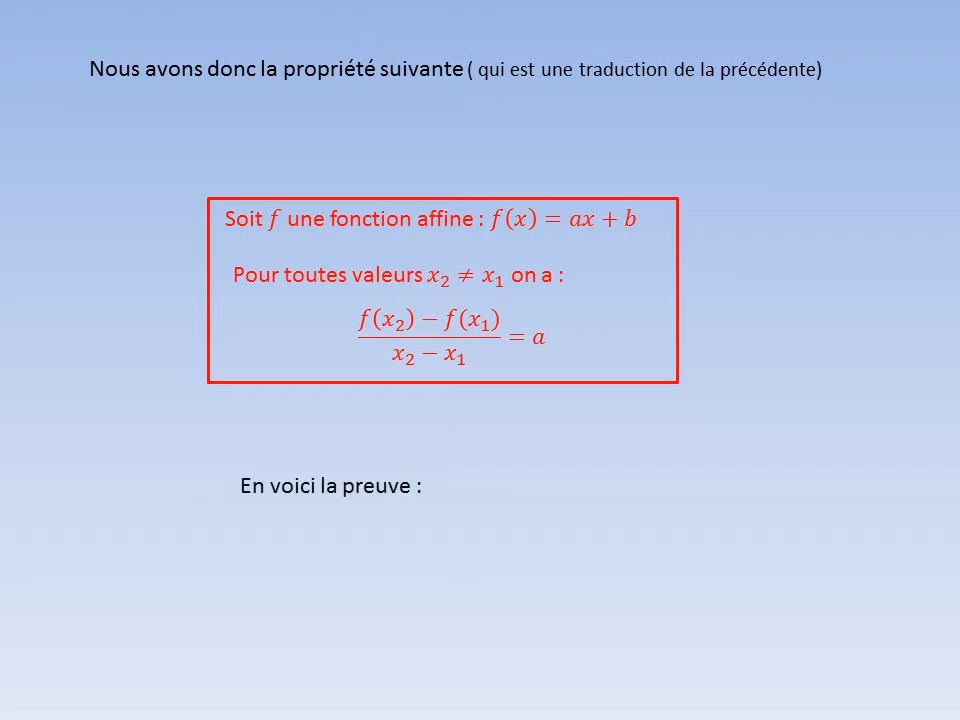 Nous avons donc la propriété suivante ( qui est une traduction de la précédente)
Soit f une fonction affine : f(x) = ax + b
Pour toutes valeurs x₂ ≠ x₁ on a :
f(x₂) − f(x₁)
x₂ − x₁
= a
En voici la preuve :